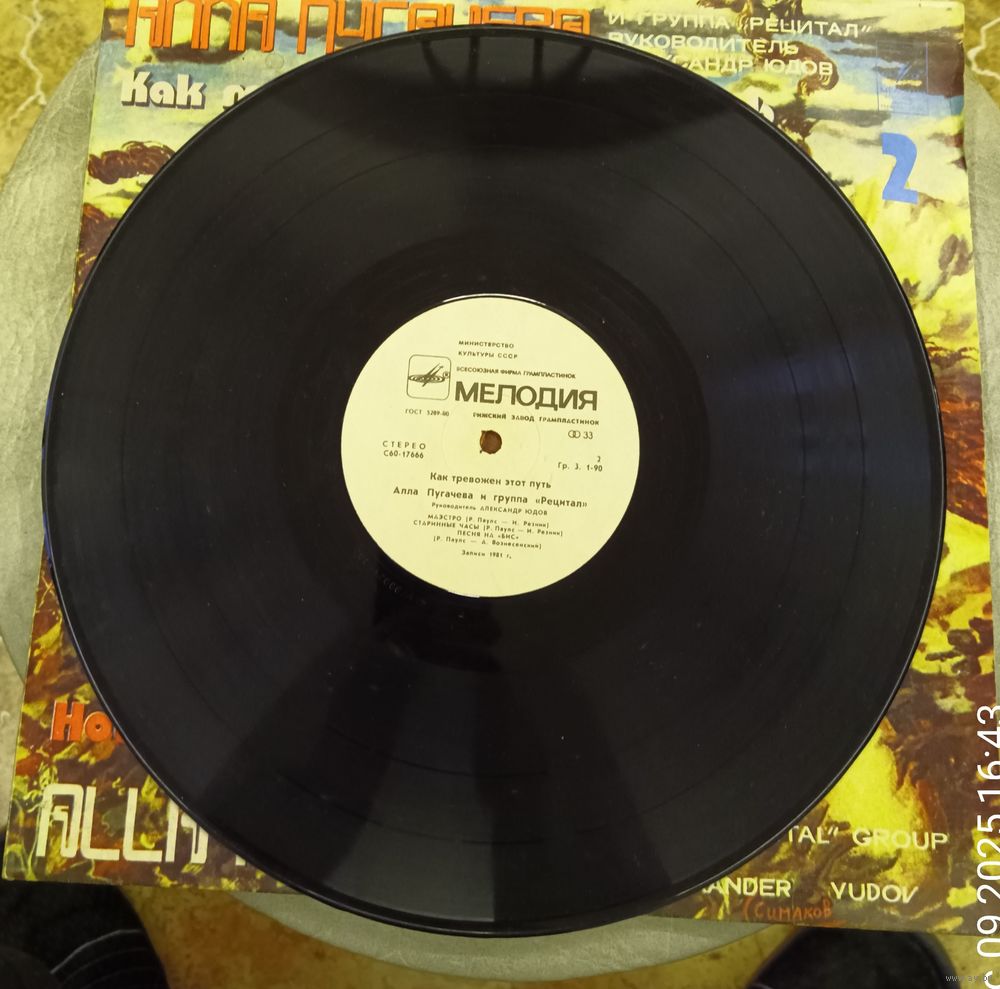 АЛЛА ПУГАЧЕВА
И ГРУППА "РЕЦИТАЛ"
РУКОВОДИТЕЛЬ
ЮДОВ
Как
2
МИНИСТЕРСТВО
КУЛЬТУРЫ СССР
ВСЕСОЮЗНАЯ ФИРМА ГРАМПЛАСТИНОК
МЕЛОДИЯ
ГОСТ 5289-80
РИЖСКИЙ ЗАВОД ГРАМПЛАСТИНОК
33
СТЕРЕО
С60-17666
2
Гр. 3. 1-90
Как тревожен этот путь
Алла Пугачева и группа «Рецитал»
Руководитель АЛЕКСАНДР ЮДОВ
МАЭСТРО (Р. Паулс — И. Резник)
СТАРИННЫЕ ЧАСЫ (Р. Паулс — И. Резник)
ПЕСНЯ НА «БИС»
(Р. Паулс — А. Вознесенский)
Записи 1981 г.
ALLA
TAL" GROUP
ANDER YUDOV
Симаков
09.2025 16:43